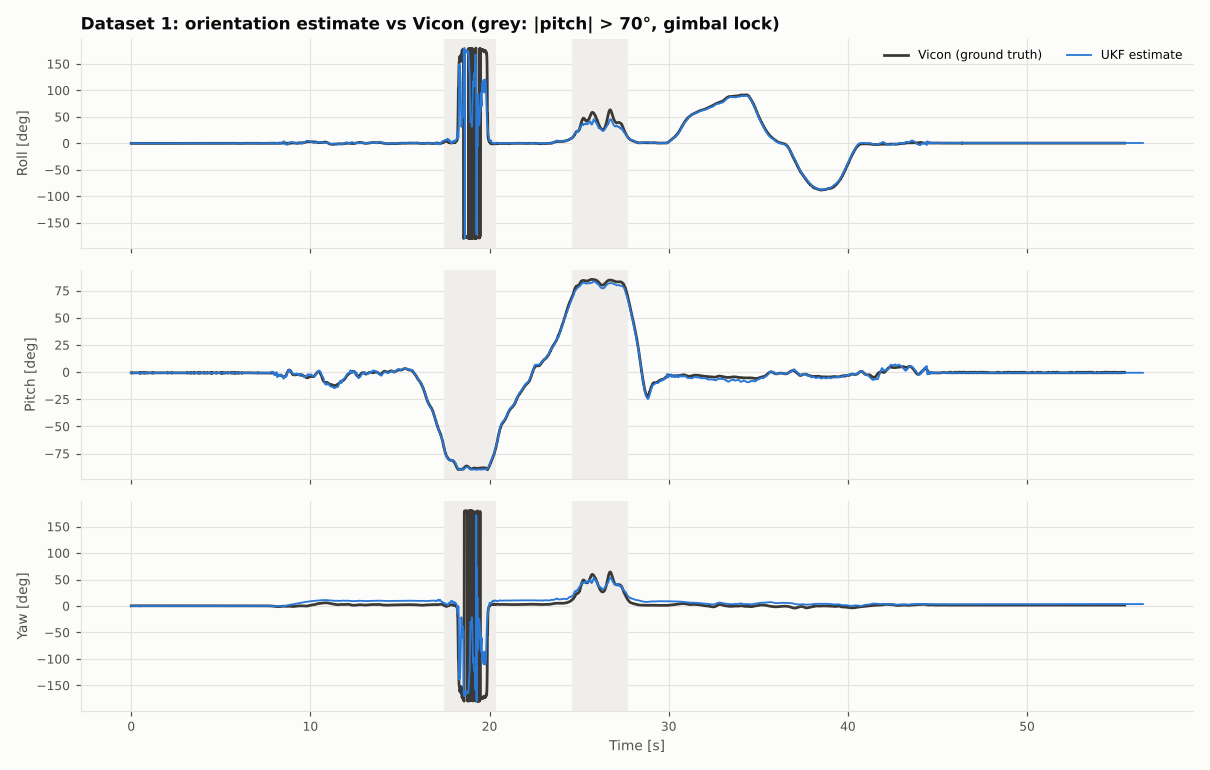 Dataset 1: orientation estimate vs Vicon (grey: |pitch| > 70°, gimbal lock)
Vicon (ground truth)
UKF estimate
Roll [deg]
150
100
50
0
−50
−100
−150
Pitch [deg]
75
50
25
0
−25
−50
−75
Yaw [deg]
150
100
50
0
−50
−100
−150
0 10 20 30 40 50
Time [s]